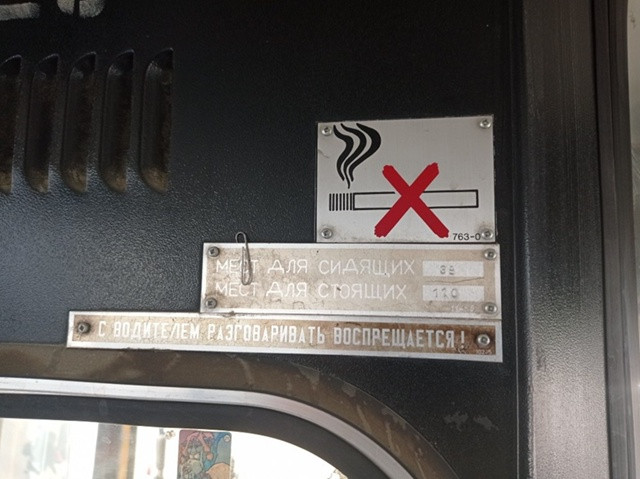 763-0
МЕСТ ДЛЯ СИДЯЩИХ
МЕСТ ДЛЯ СТОЯЩИХ 110
С ВОДИТЕЛЕМ РАЗГОВАРИВАТЬ ВОСПРЕЩАЕТСЯ!